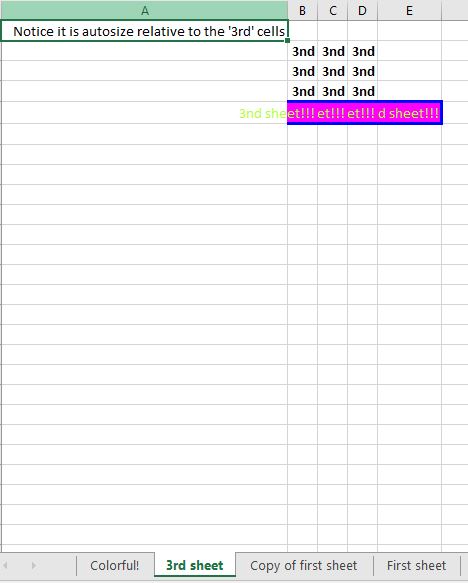 A B C D E
Notice it is autosize relative to the '3rd' cells
3nd 3nd 3nd
3nd 3nd 3nd
3nd 3nd 3nd
3nd sheet!!! et!!! et!!! d sheet!!!
Colorful! 3rd sheet Copy of first sheet First sheet